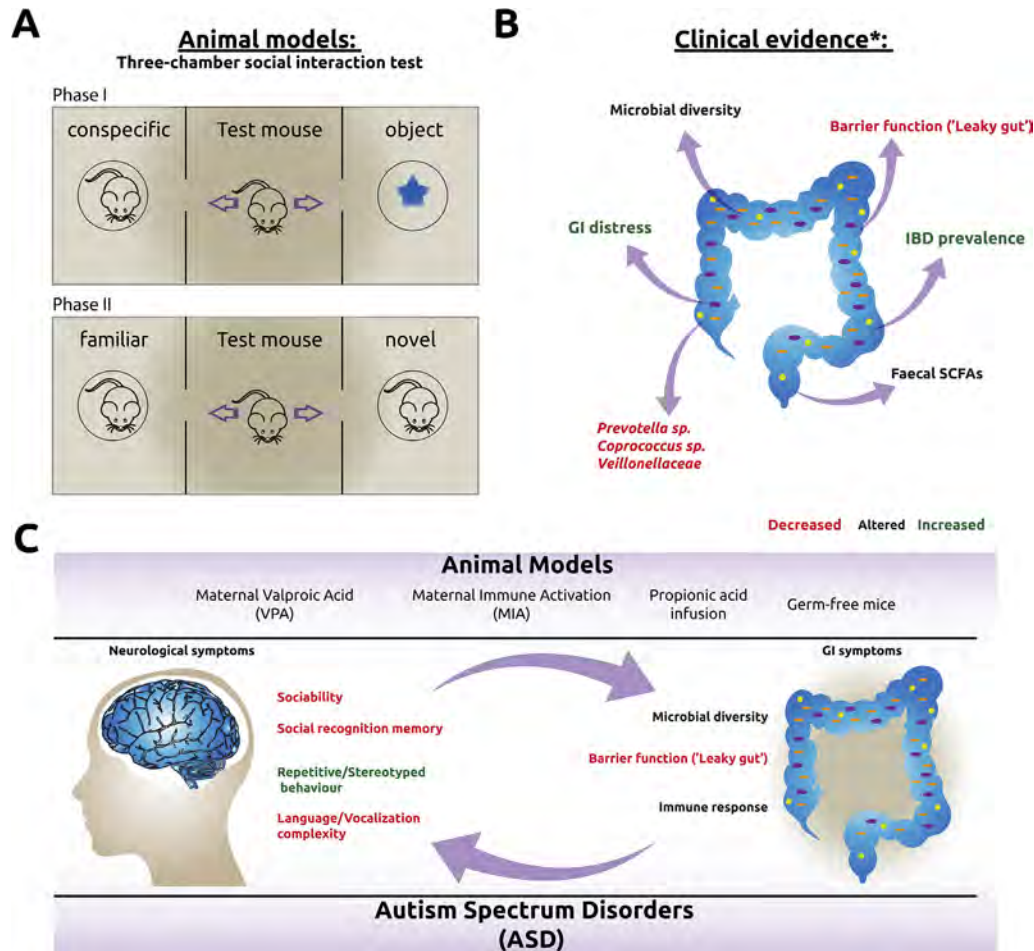 A
Animal models:
Three-chamber social interaction test
Phase I
conspecific
Test mouse
object
Phase II
familiar
Test mouse
novel
B
Clinical evidence*:
Microbial diversity
Barrier function ('Leaky gut')
GI distress
IBD prevalence
Faecal SCFAs
Prevotella sp.
Coprococcus sp.
Veillonellaceae
Decreased Altered Increased
C
Animal Models
Maternal Valproic Acid
(VPA)
Maternal Immune Activation
(MIA)
Propionic acid
infusion
Germ-free mice
Neurological symptoms
Sociability
Social recognition memory
Repetitive/Stereotyped
behaviour
Language/Vocalization
complexity
GI symptoms
Microbial diversity
Barrier function ('Leaky gut')
Immune response
Autism Spectrum Disorders
(ASD)